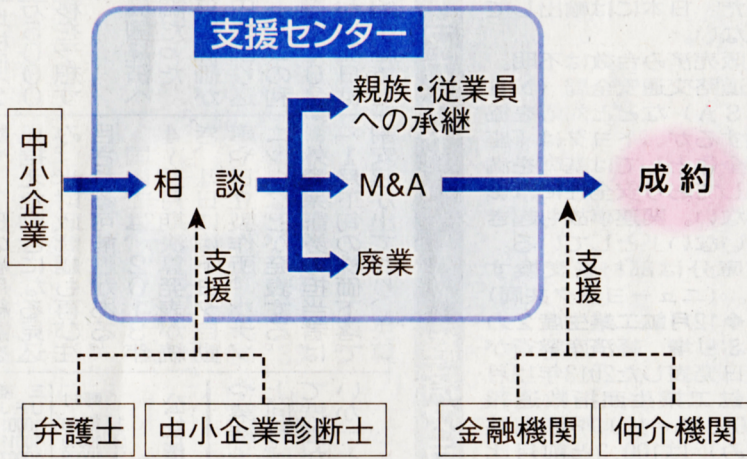 支援センター
中小企業
相談
親族・従業員
への承継
M&A
廃業
成約
支援
支援
弁護士
中小企業診断士
金融機関
仲介機関